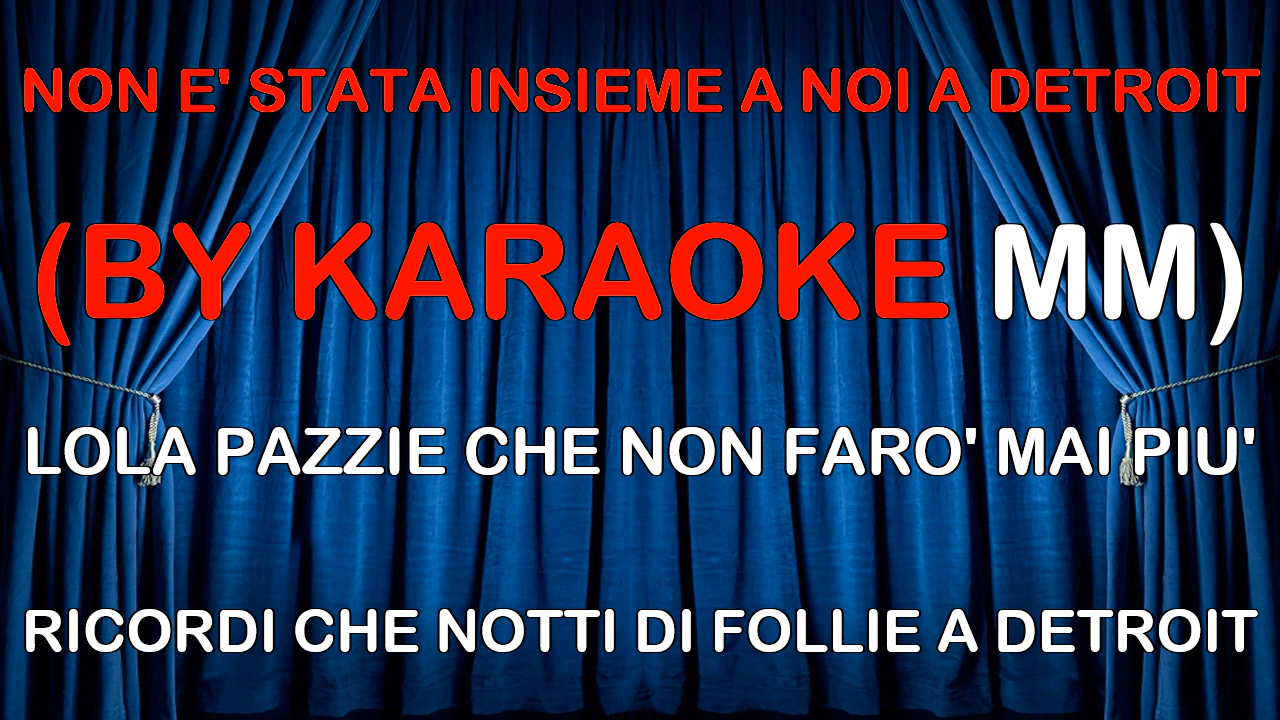 NON E' STATA INSIEME A NOI A DETROIT
(BY KARAOKE MM)
LOLA PAZZIE CHE NON FARO' MAI PIU'
RICORDI CHE NOTTI DI FOLLIE A DETROIT